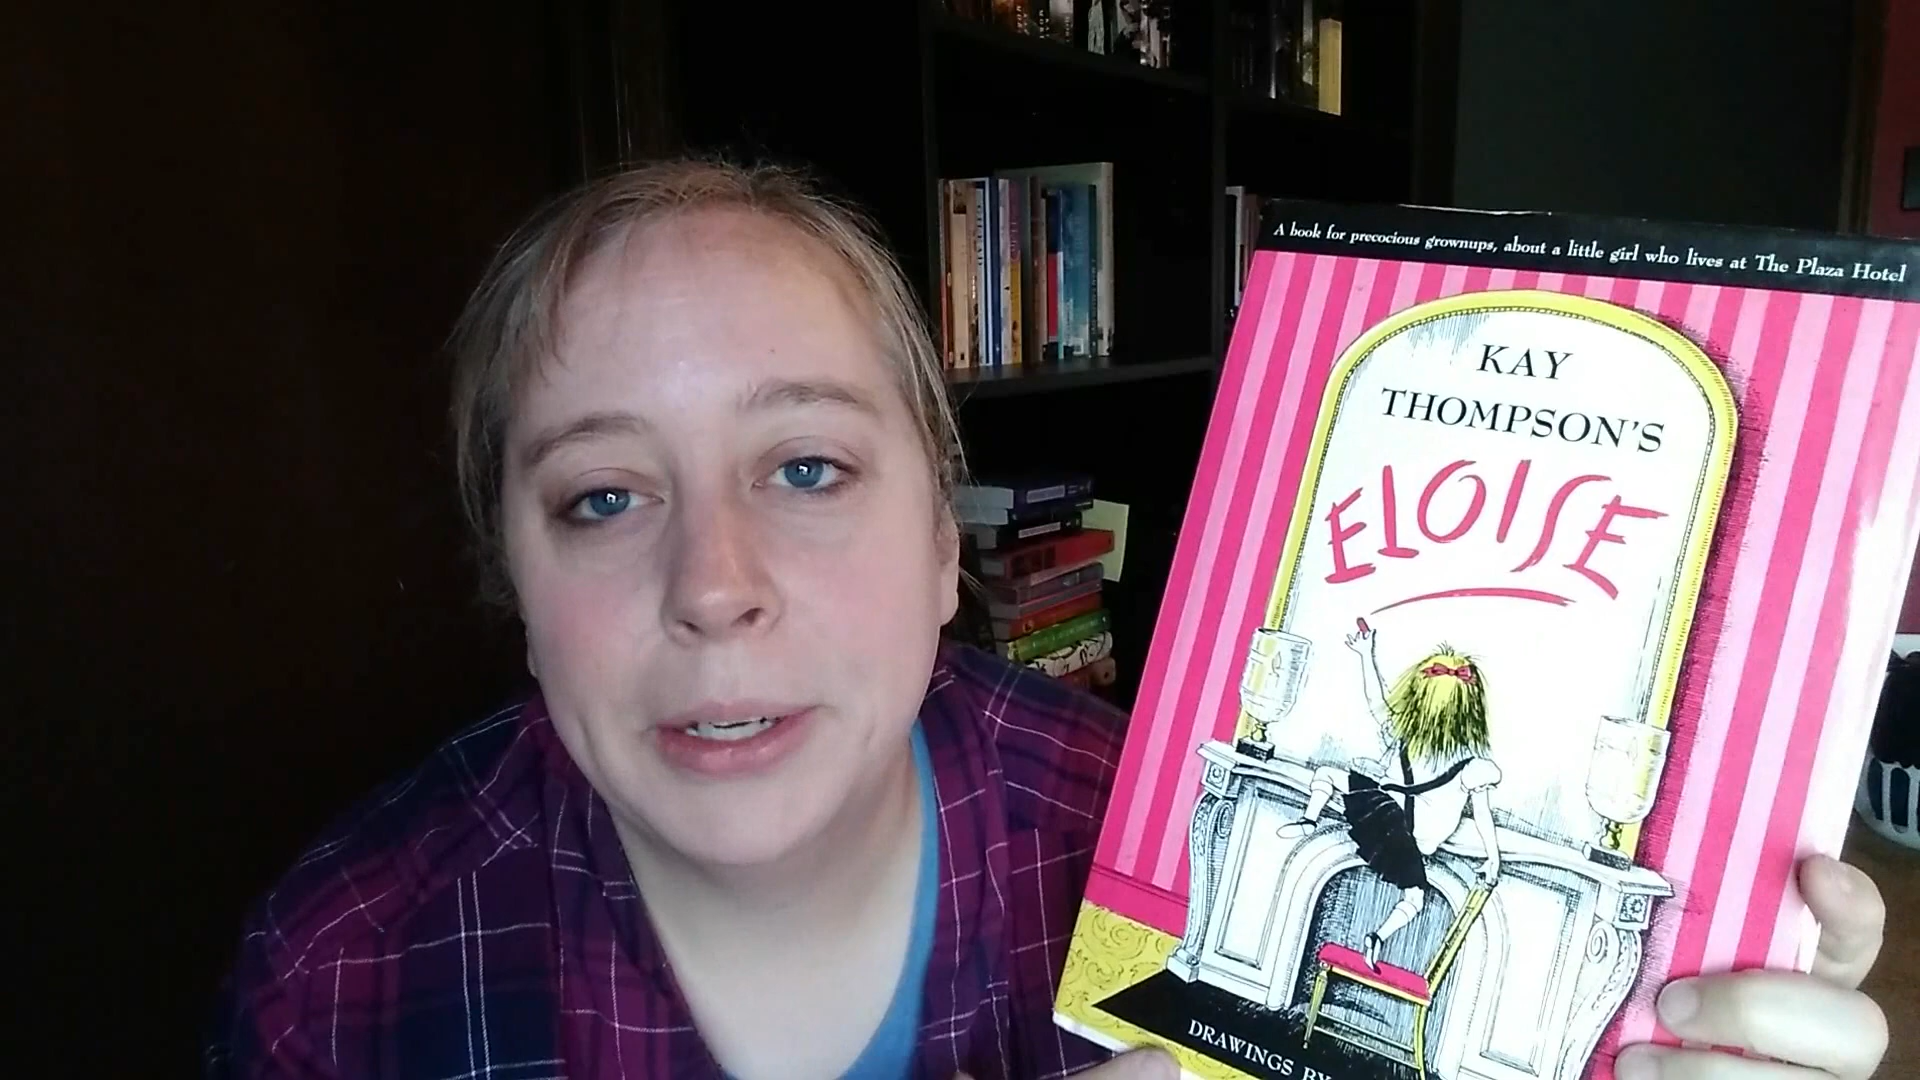 A book for precocious grownups, about a little girl who lives at The Plaza Hotel
KAY
THOMPSON'S
ELOISE
DRAWINGS BY